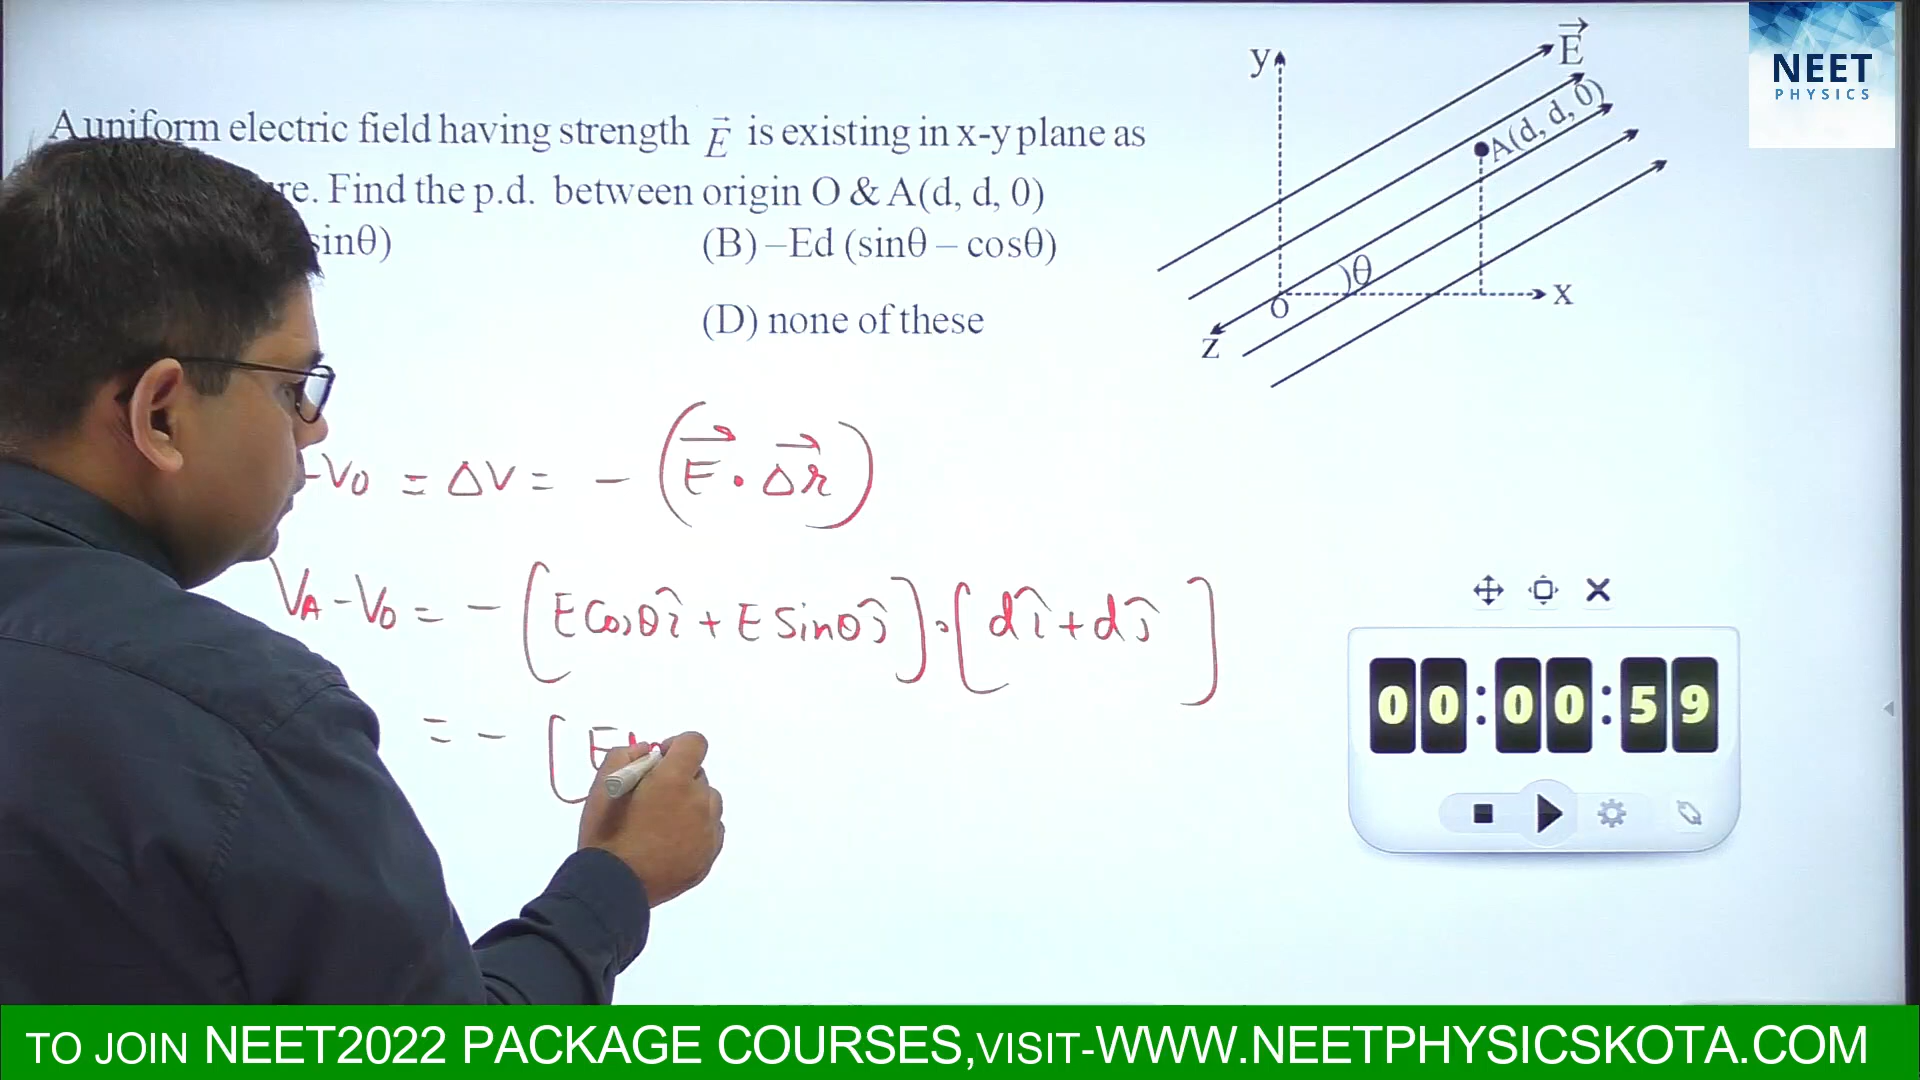 A uniform electric field having strength E⃗ is existing in x-y plane as
re. Find the p.d. between origin O & A(d, d, 0)
sinθ)
(B) –Ed (sinθ – cosθ)
(D) none of these
y
E⃗
A(d, d, 0)
θ
O
x
z
NEET
PHYSICS
-V₀ = ΔV = - (E⃗ · Δr⃗)
V_A - V₀ = - [E Cosθ î + E Sinθ ĵ] · [d î + d ĵ]
= - [E
00:00:59
TO JOIN NEET2022 PACKAGE COURSES,VISIT-WWW.NEETPHYSICSKOTA.COM